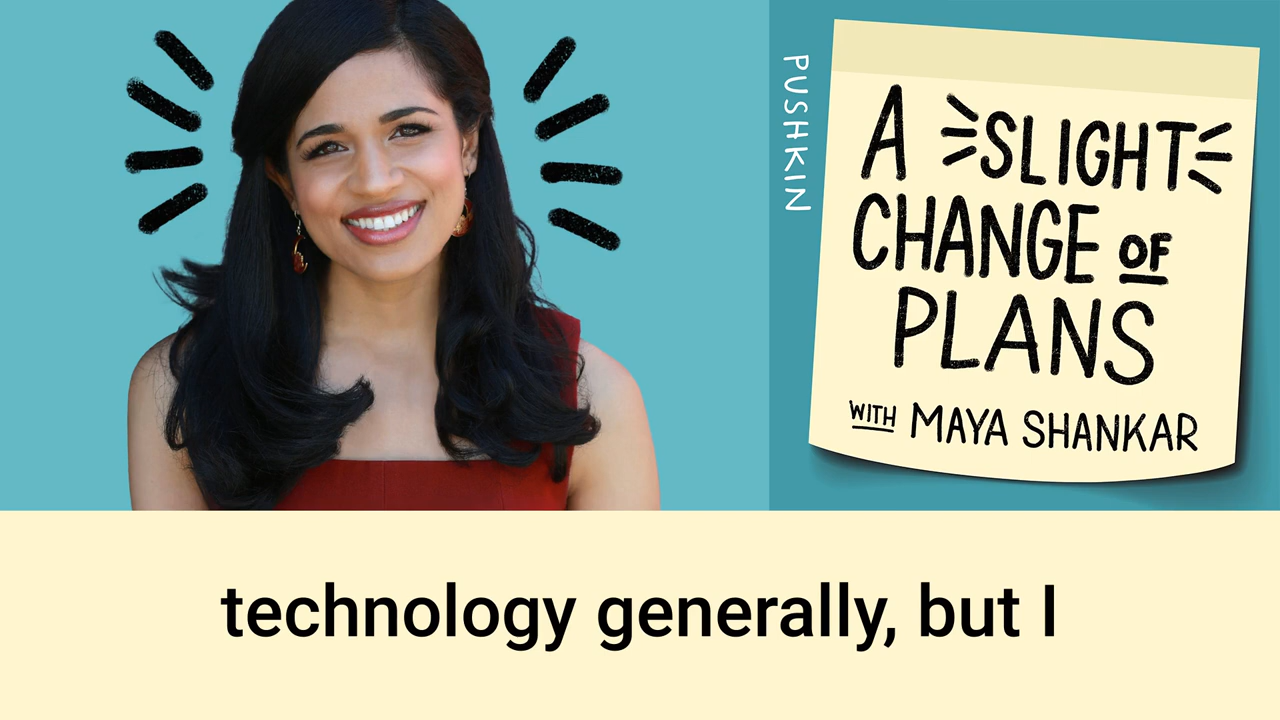 PUSHKIN
A SLIGHT
CHANGE OF
PLANS
WITH MAYA SHANKAR
technology generally, but I